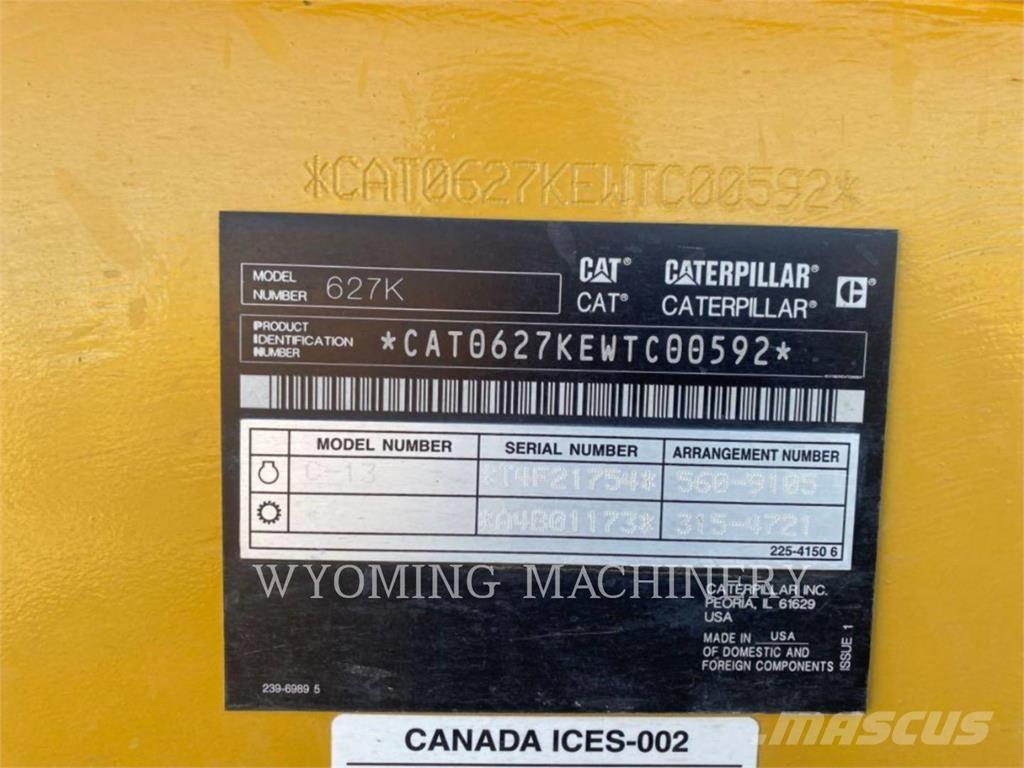 *CAT0627KEWTC00592*
MODEL NUMBER 627K
CAT® CATERPILLAR®
CAT® CATERPILLAR®
PRODUCT IDENTIFICATION NUMBER *CAT0627KEWTC00592*
MODEL NUMBER SERIAL NUMBER ARRANGEMENT NUMBER
C-13 *T4F21754* 560-9105
*A4B01173* 315-4721
225-4150 6
WYOMING MACHINERY
CATERPILLAR INC.
PEORIA, IL 61629
USA
MADE IN USA
OF DOMESTIC AND
FOREIGN COMPONENTS
ISSUE 1
239-6989 5
CANADA ICES-002
MASCUS